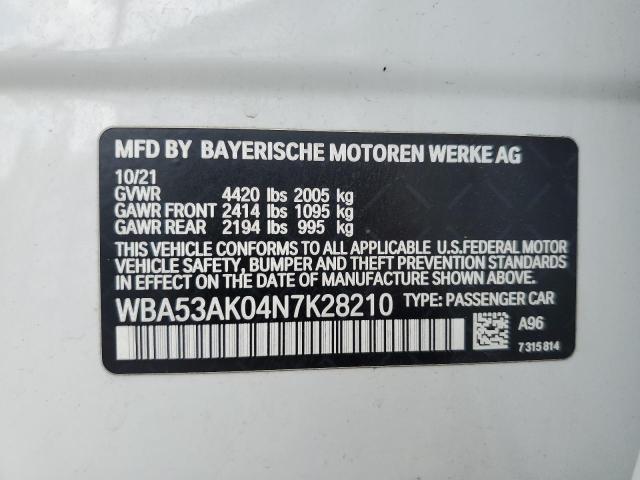 MFD BY BAYERISCHE MOTOREN WERKE AG
10/21
GVWR 4420 lbs 2005 kg
GAWR FRONT 2414 lbs 1095 kg
GAWR REAR 2194 lbs 995 kg
THIS VEHICLE CONFORMS TO ALL APPLICABLE U.S.FEDERAL MOTOR
VEHICLE SAFETY, BUMPER, AND THEFT PREVENTION STANDARDS
IN EFFECT ON THE DATE OF MANUFACTURE SHOWN ABOVE.
WBA53AK04N7K28210 TYPE: PASSENGER CAR
A96
7315814